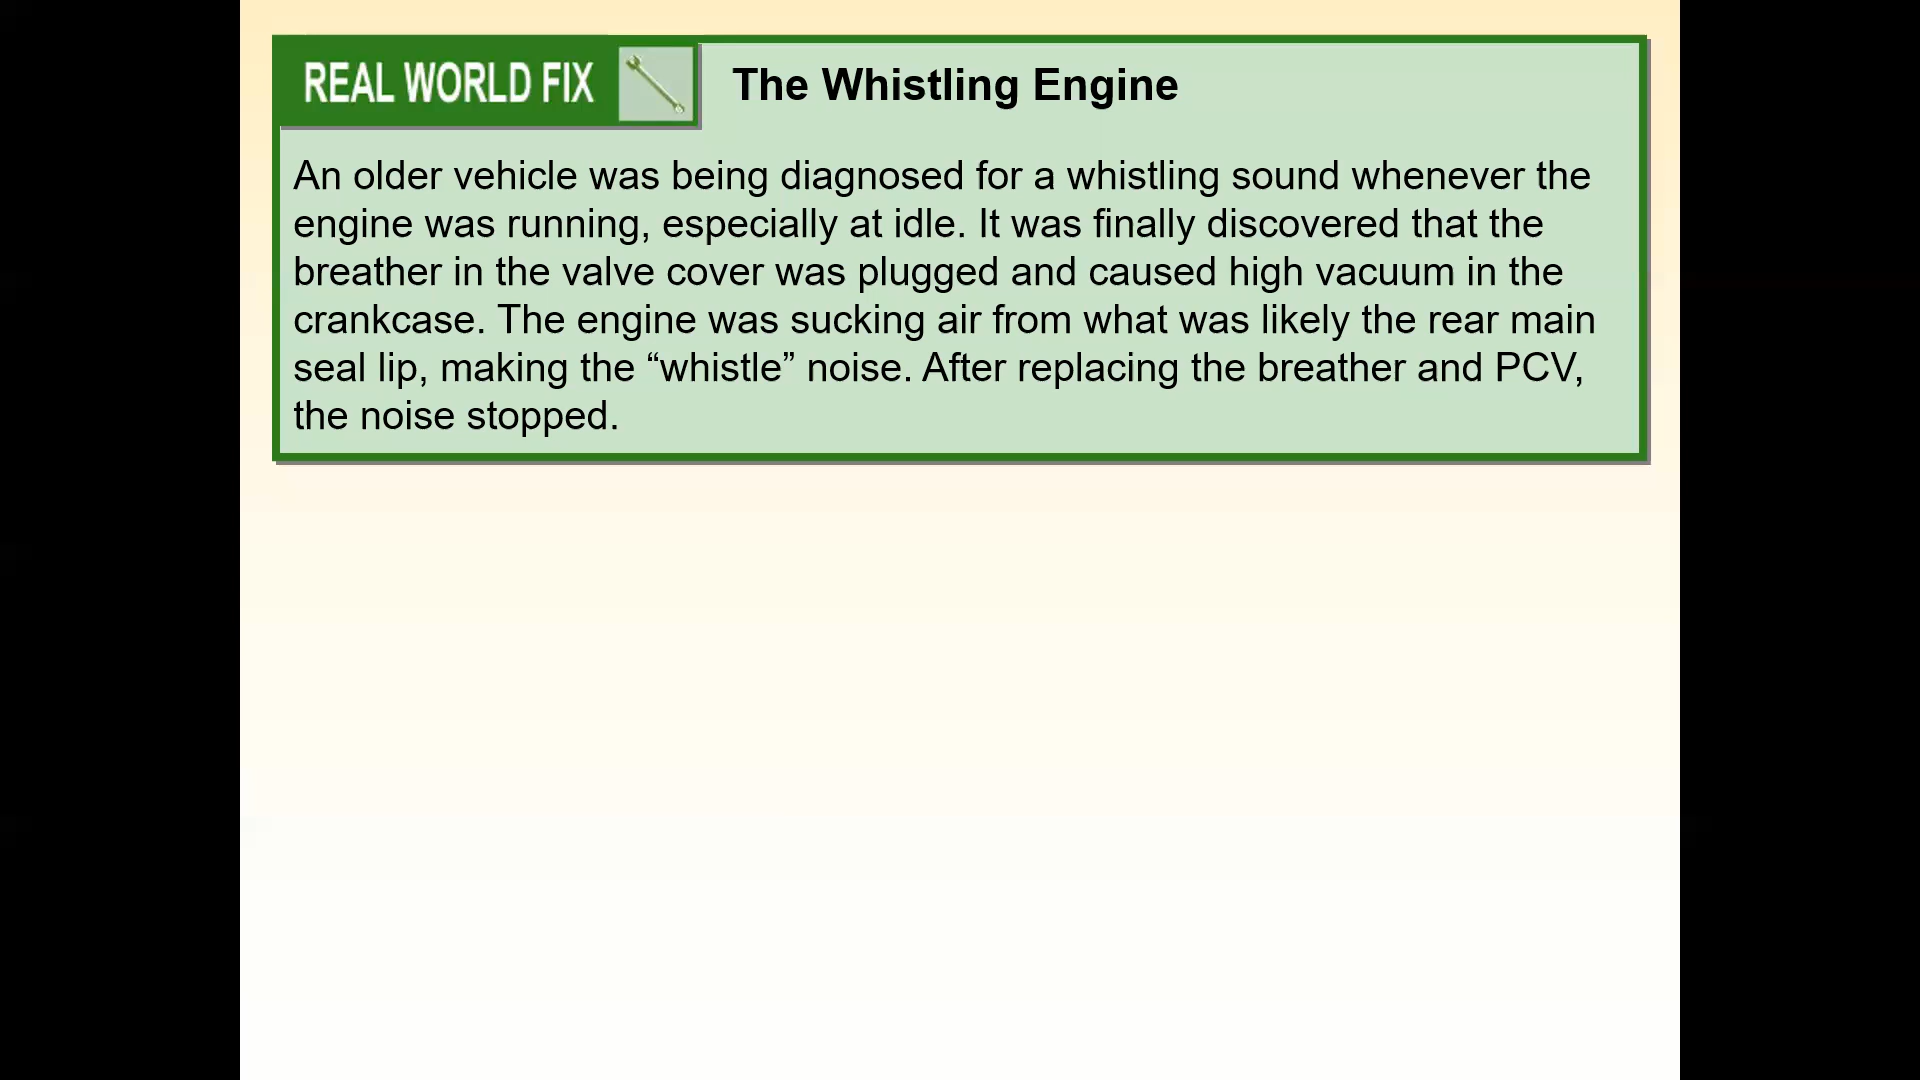 REAL WORLD FIX
The Whistling Engine
An older vehicle was being diagnosed for a whistling sound whenever the
engine was running, especially at idle. It was finally discovered that the
breather in the valve cover was plugged and caused high vacuum in the
crankcase. The engine was sucking air from what was likely the rear main
seal lip, making the “whistle” noise. After replacing the breather and PCV,
the noise stopped.